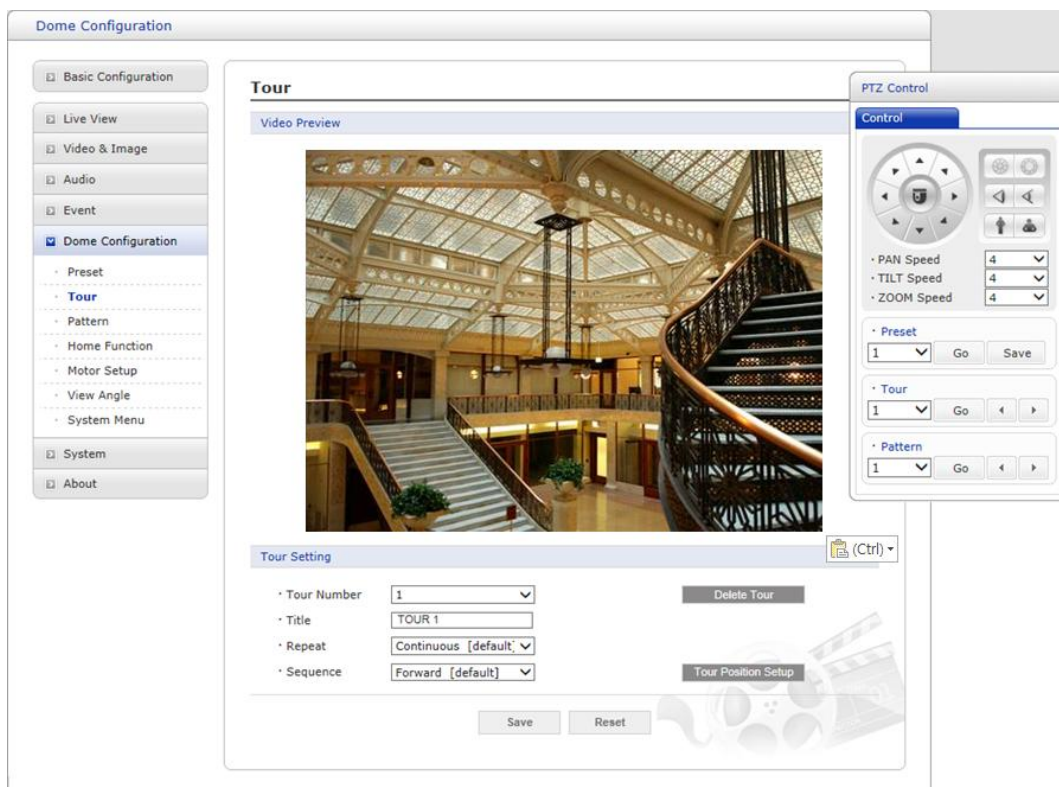 Dome Configuration
Basic Configuration
Live View
Video & Image
Audio
Event
Dome Configuration
Preset
Tour
Pattern
Home Function
Motor Setup
View Angle
System Menu
System
About
Tour
Video Preview
Tour Setting
Tour Number 1 Delete Tour
Title TOUR 1
Repeat Continuous [default]
Sequence Forward [default] Tour Position Setup
Save Reset
(Ctrl)
PTZ Control
Control
PAN Speed 4
TILT Speed 4
ZOOM Speed 4
Preset
1 Go Save
Tour
1 Go
Pattern
1 Go